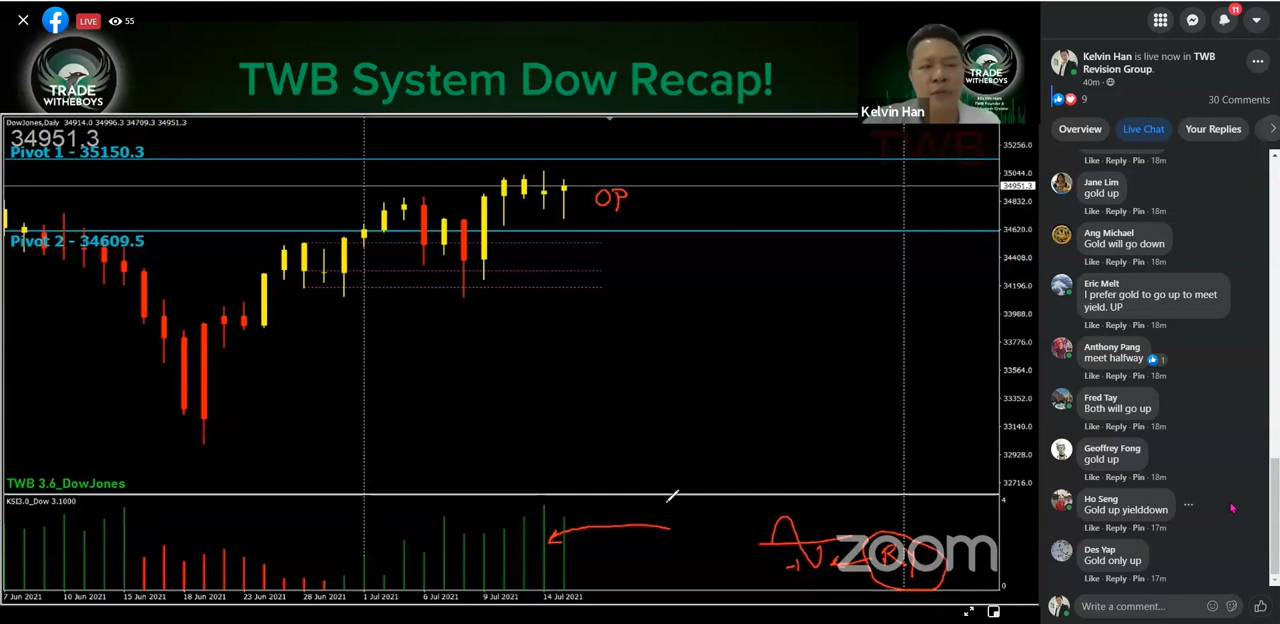 LIVE
55
11
TRADE
WITHEBOYS
TWB System Dow Recap!
TRADE
WITHEBOYS
Kelvin Han
TWB
DowJones,Daily 34914.0 34996.3 34709.3 34951.3
34951.3
Pivot 1 - 35150.3
Pivot 2 - 34609.5
OP
35256.0
35044.0
34951.3
34832.0
34620.0
34408.0
34196.0
33988.0
33776.0
33564.0
33352.0
33140.0
32928.0
32716.0
TWB 3.6_DowJones
KSI3.0_Dow 3.1000
4
0
zoom
7 Jun 2021
10 Jun 2021
15 Jun 2021
18 Jun 2021
23 Jun 2021
28 Jun 2021
1 Jul 2021
6 Jul 2021
9 Jul 2021
14 Jul 2021
Kelvin Han is live now in TWB
Revision Group.
40m ·
9
30 Comments
Overview
Live Chat
Your Replies
Like · Reply · Pin · 18m
Jane Lim
gold up
Like · Reply · Pin · 18m
Ang Michael
Gold will go down
Like · Reply · Pin · 18m
Eric Melt
I prefer gold to go up to meet
yield. UP
Like · Reply · Pin · 18m
Anthony Pang
meet halfway
1
Like · Reply · Pin · 18m
Fred Tay
Both will go up
Like · Reply · Pin · 18m
Geoffrey Fong
gold up
Like · Reply · Pin · 18m
Ho Seng
Gold up yielddown
Like · Reply · Pin · 17m
Des Yap
Gold only up
Like · Reply · Pin · 17m
Write a comment...